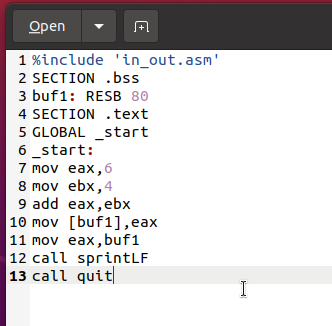 Open
1 %include 'in_out.asm'
2 SECTION .bss
3 buf1: RESB 80
4 SECTION .text
5 GLOBAL _start
6 _start:
7 mov eax,6
8 mov ebx,4
9 add eax,ebx
10 mov [buf1],eax
11 mov eax,buf1
12 call sprintLF
13 call quit